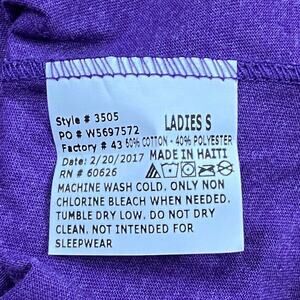 Style # 3505
LADIES S
PO # W5697572
Factory # 43 60% COTTON - 40% POLYESTER
Date: 2/20/2017 MADE IN HAITI
RN # 60626
MACHINE WASH COLD. ONLY NON
CHLORINE BLEACH WHEN NEEDED.
TUMBLE DRY LOW. DO NOT DRY
CLEAN. NOT INTENDED FOR
SLEEPWEAR